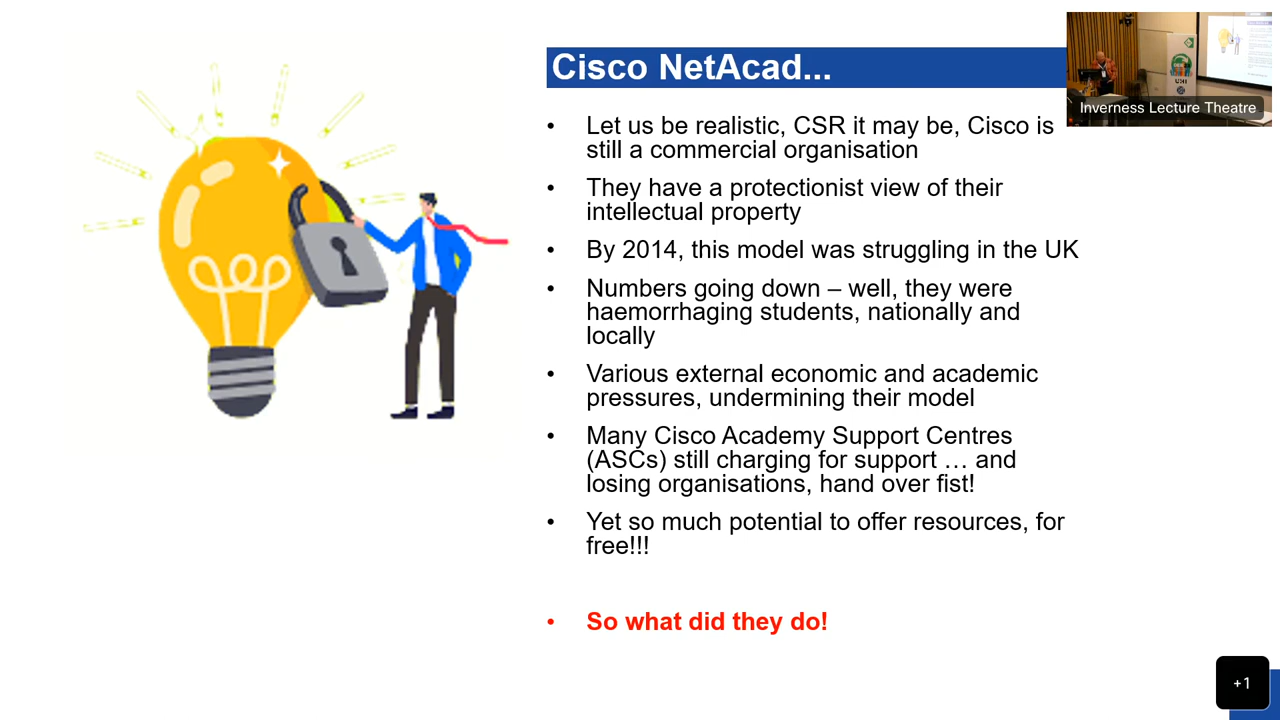 Cisco NetAcad...
Inverness Lecture Theatre
• Let us be realistic, CSR it may be, Cisco is
still a commercial organisation
• They have a protectionist view of their
intellectual property
• By 2014, this model was struggling in the UK
• Numbers going down – well, they were
haemorrhaging students, nationally and
locally
• Various external economic and academic
pressures, undermining their model
• Many Cisco Academy Support Centres
(ASCs) still charging for support … and
losing organisations, hand over fist!
• Yet so much potential to offer resources, for
free!!!
• So what did they do!
+1